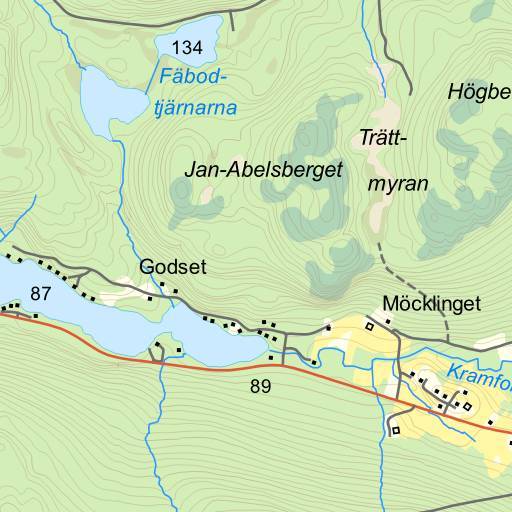 134
Fäbod-
tjärnarna
Högbe
Trätt-
Jan-Abelsberget
myran
Godset
87
Möcklinget
Kramfo
89